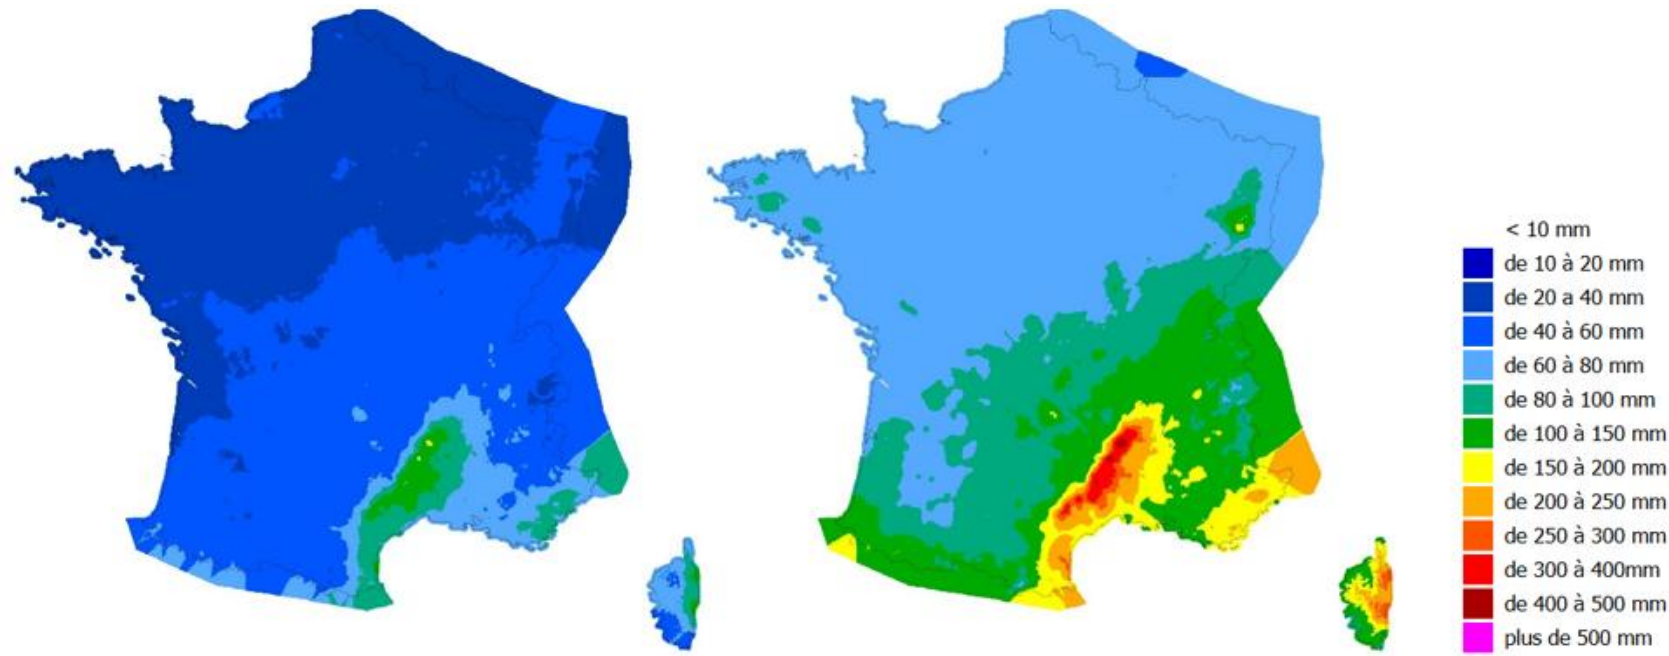 < 10 mm
de 10 à 20 mm
de 20 a 40 mm
de 40 à 60 mm
de 60 à 80 mm
de 80 à 100 mm
de 100 à 150 mm
de 150 à 200 mm
de 200 à 250 mm
de 250 à 300 mm
de 300 à 400mm
de 400 à 500 mm
plus de 500 mm